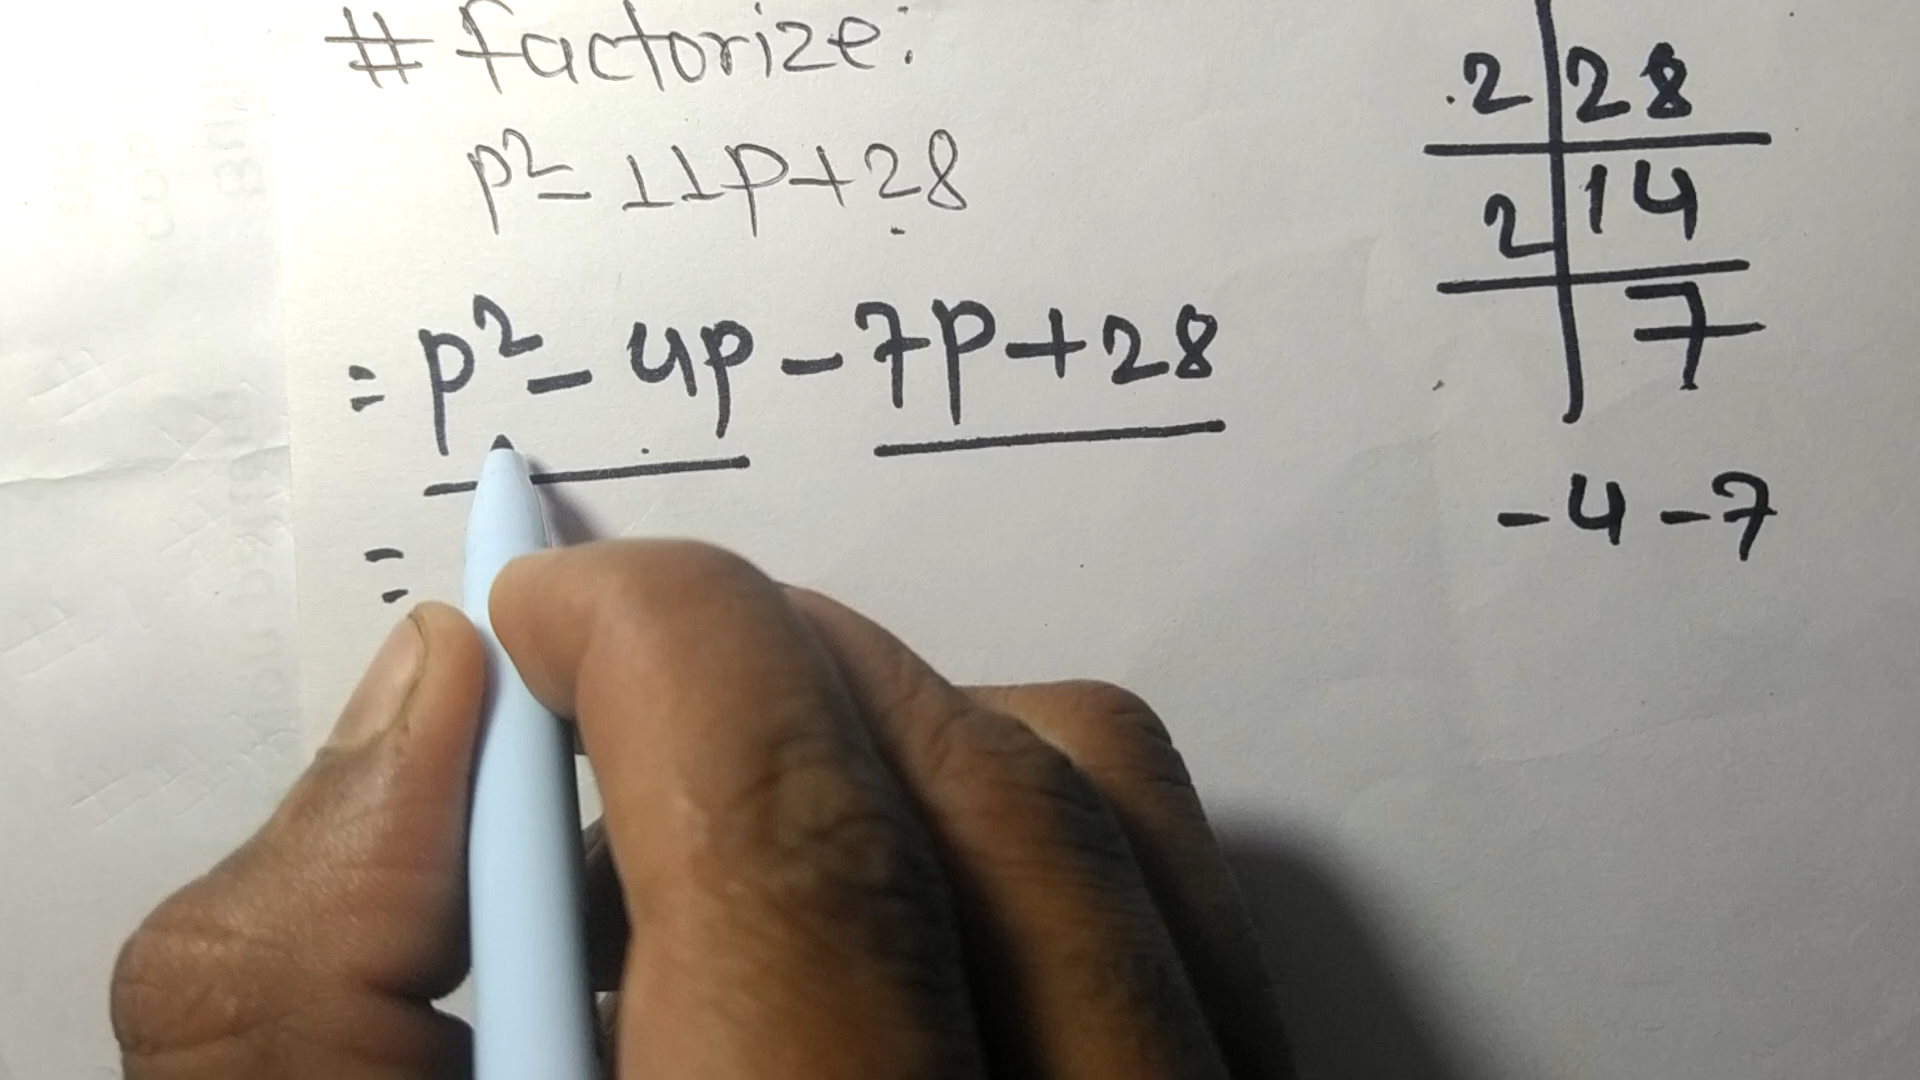 # factorize:
p² - 11p + 28
= p² - 4p - 7p + 28
=
2 | 28
2 | 14
7
- 4 - 7